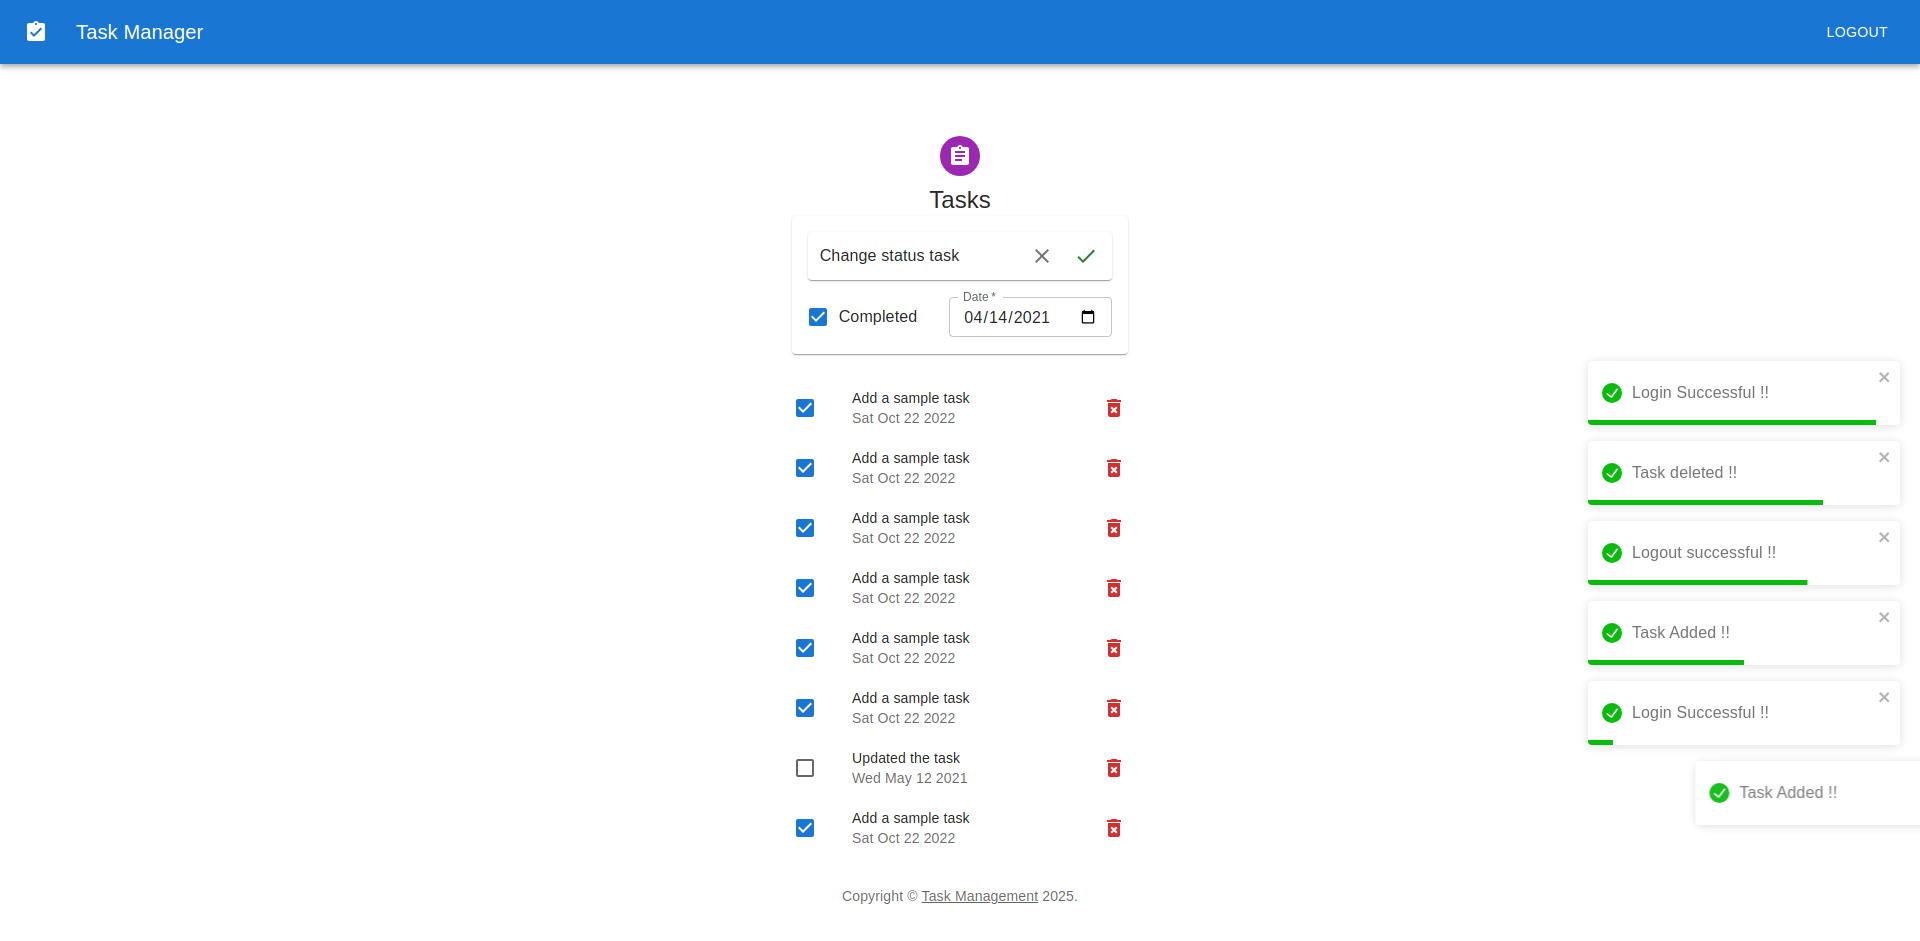 Task Manager
LOGOUT
Tasks
Change status task
Date *
Completed
04/14/2021
Add a sample task
Sat Oct 22 2022
Add a sample task
Sat Oct 22 2022
Add a sample task
Sat Oct 22 2022
Add a sample task
Sat Oct 22 2022
Add a sample task
Sat Oct 22 2022
Add a sample task
Sat Oct 22 2022
Updated the task
Wed May 12 2021
Add a sample task
Sat Oct 22 2022
Copyright © Task Management 2025.
Login Successful !!
Task deleted !!
Logout successful !!
Task Added !!
Login Successful !!
Task Added !!